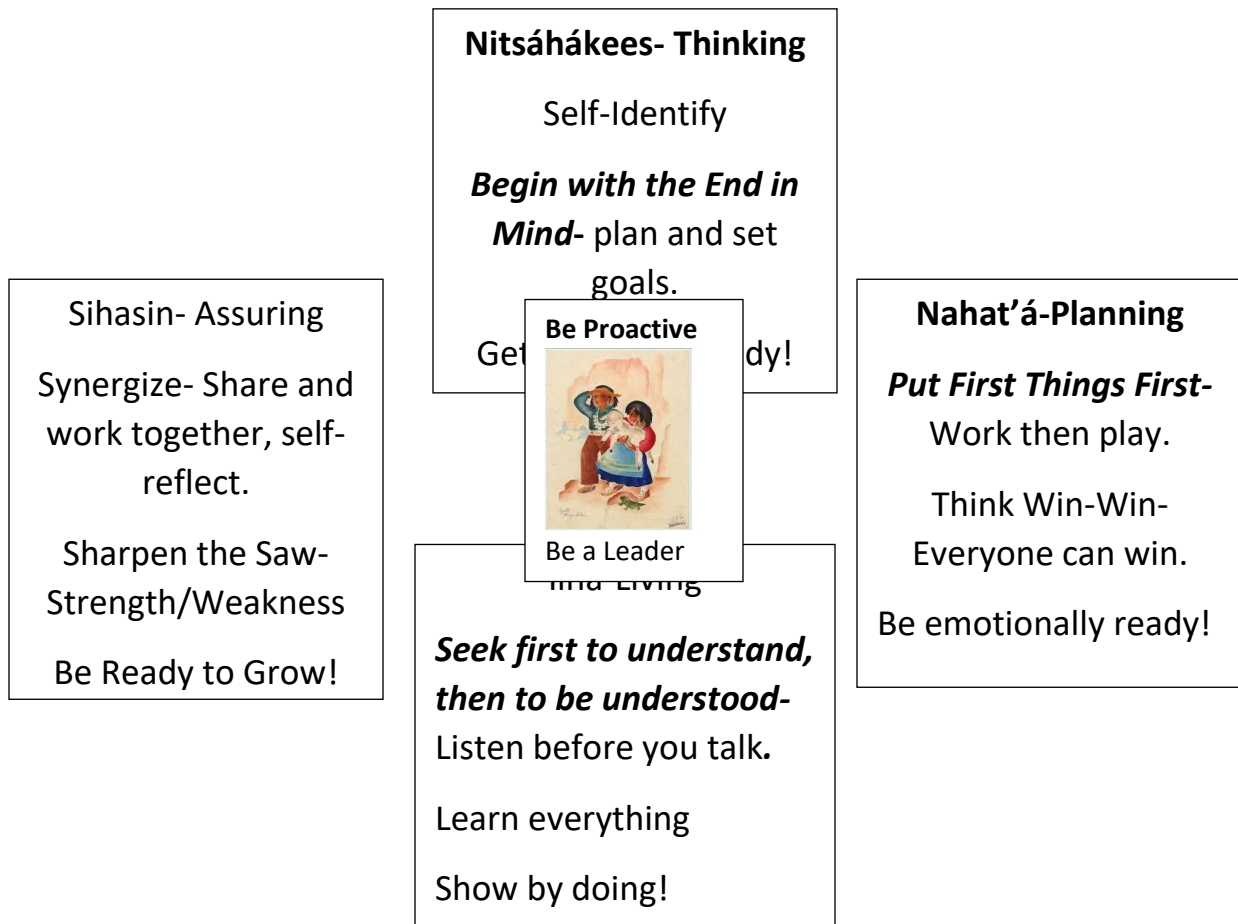 Nitsáhákees- Thinking
Self-Identify
Begin with the End in
Mind- plan and set
goals.
Get dy!
Be Proactive
Be a Leader
Sihasin- Assuring
Synergize- Share and
work together, self-
reflect.
Sharpen the Saw-
Strength/Weakness
Be Ready to Grow!
Nahat’á-Planning
Put First Things First-
Work then play.
Think Win-Win-
Everyone can win.
Be emotionally ready!
Living
Seek first to understand,
then to be understood-
Listen before you talk.
Learn everything
Show by doing!